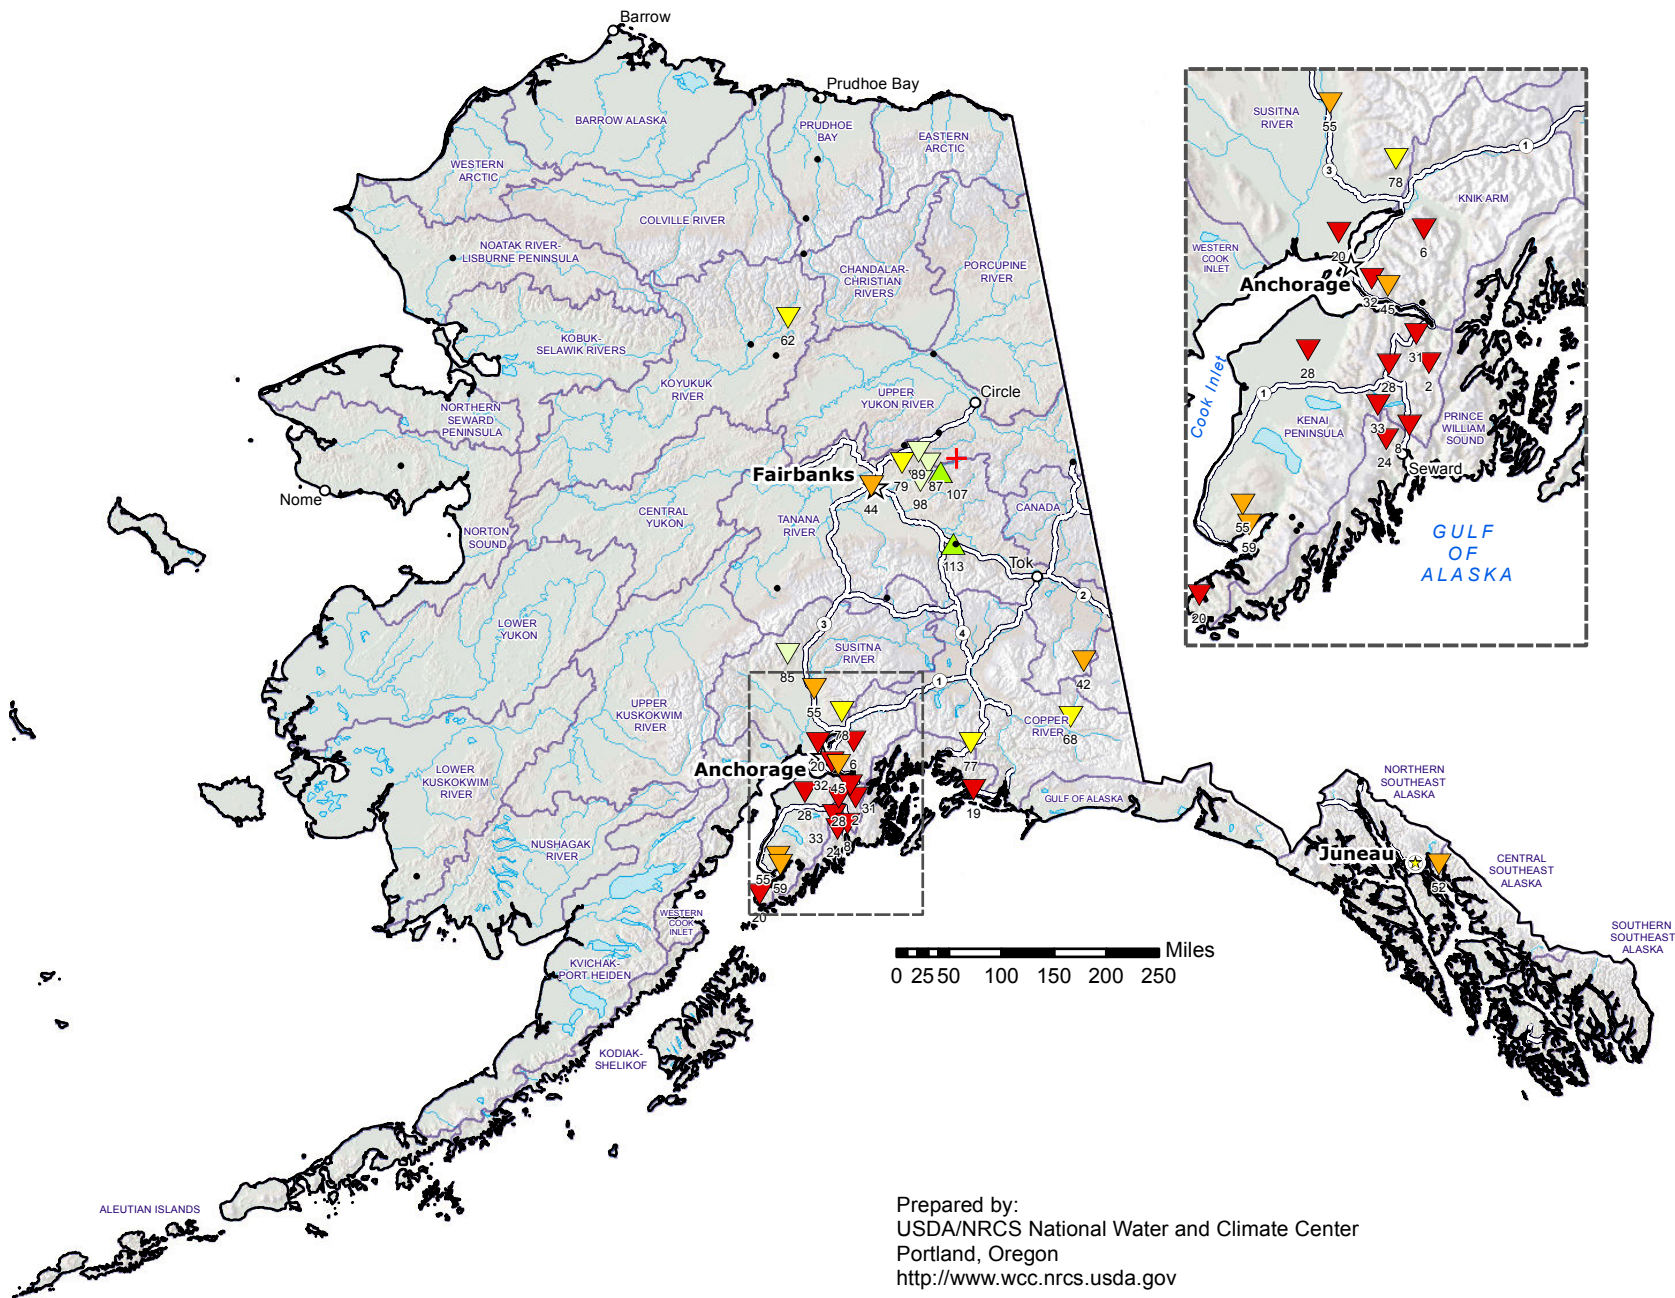 Barrow
Prudhoe Bay
BARROW ALASKA
PRUDHOE
BAY
EASTERN
ARCTIC
WESTERN
ARCTIC
COLVILLE RIVER
NOATAK RIVER-
LISBURNE PENINSULA
CHANDALAR-
CHRISTIAN
RIVERS
PORCUPINE
RIVER
62
KOBUK-
SELAWIK RIVERS
KOYUKUK
RIVER
UPPER
YUKON RIVER
Circle
NORTHERN
SEWARD
PENINSULA
Nome
Fairbanks
44
79
89
87
98
107
NORTON
SOUND
CENTRAL
YUKON
TANANA
RIVER
CANADA
113
Tok
2
3
4
1
LOWER
YUKON
SUSITNA
RIVER
85
42
55
78
UPPER
KUSKOKWIM
RIVER
COPPER
RIVER
68
77
20
6
Anchorage
32
45
31
28
28
2
33
24
8
55
59
20
19
GULF OF ALASKA
LOWER
KUSKOKWIM
RIVER
NUSHAGAK
RIVER
WESTERN
COOK
INLET
KVICHAK-
PORT HEIDEN
KODIAK-
SHELIKOF
ALEUTIAN ISLANDS
NORTHERN
SOUTHEAST
ALASKA
Juneau
52
CENTRAL
SOUTHEAST
ALASKA
SOUTHERN
SOUTHEAST
ALASKA
SUSITNA
RIVER
55
3
78
1
KNIK ARM
WESTERN
COOK
INLET
20
6
Anchorage
32
45
31
28
28
2
Cook Inlet
1
KENAI
PENINSULA
PRINCE
WILLIAM
SOUND
33
24
8
Seward
55
59
20
GULF
OF
ALASKA
Miles
0 25 50 100 150 200 250
Prepared by:
USDA/NRCS National Water and Climate Center
Portland, Oregon
http://www.wcc.nrcs.usda.gov